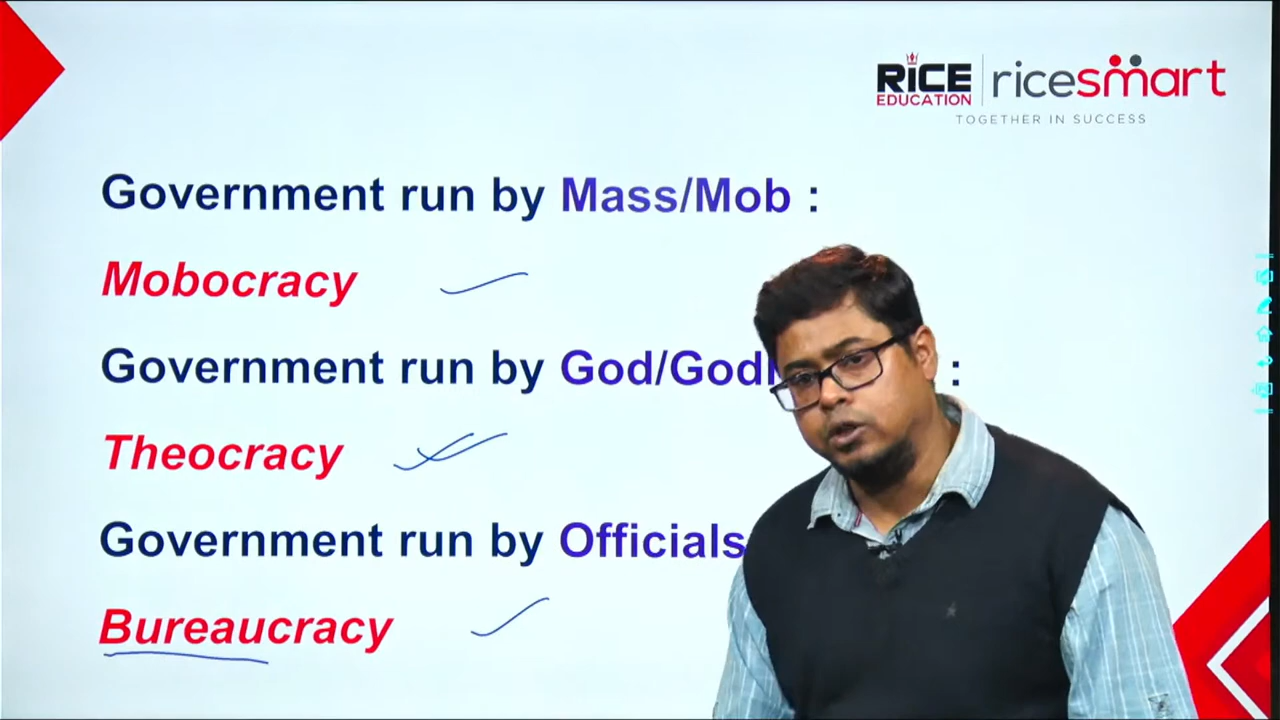 RICE
EDUCATION
ricesmart
TOGETHER IN SUCCESS
Government run by Mass/Mob :
Mobocracy
Government run by God/ :
Theocracy
Government run by Officials
Bureaucracy